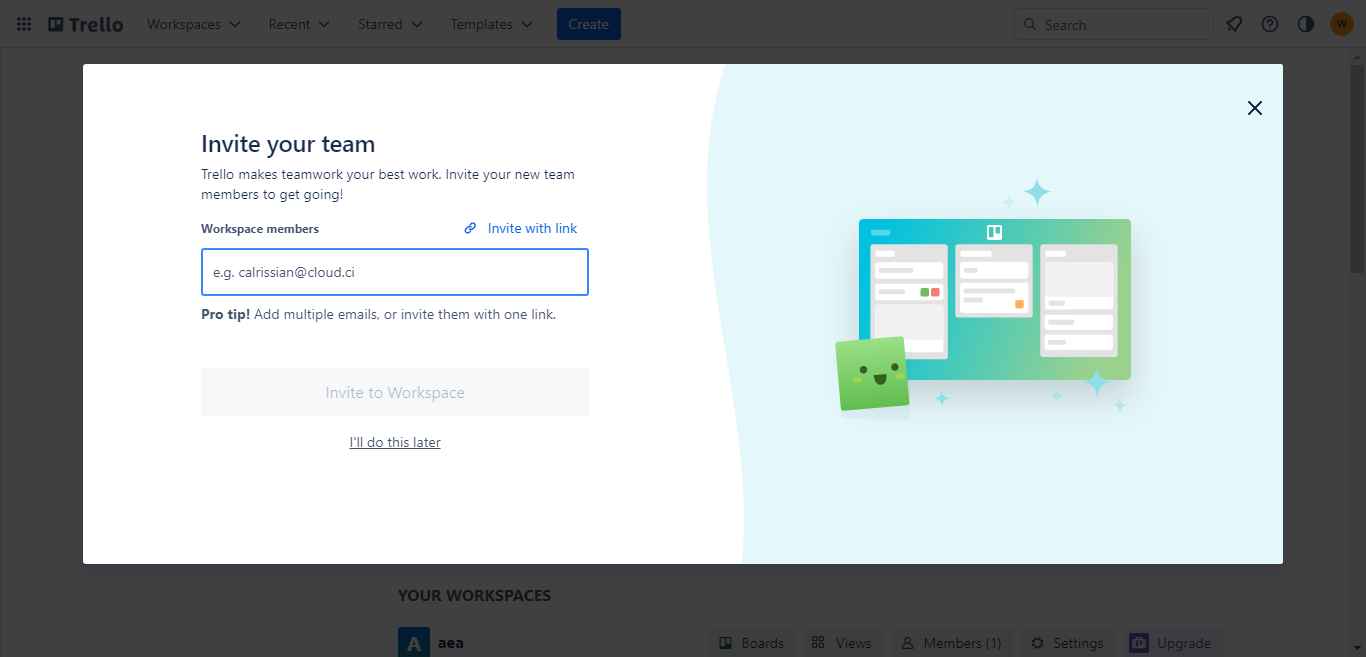 Trello
Workspaces
Recent
Starred
Templates
Create
Search
W
Invite your team
Trello makes teamwork your best work. Invite your new team
members to get going!
Workspace members
Invite with link
e.g. calrissian@cloud.ci
Pro tip! Add multiple emails, or invite them with one link.
Invite to Workspace
I'll do this later
YOUR WORKSPACES
A
aea
Boards
Views
Members (1)
Settings
Upgrade